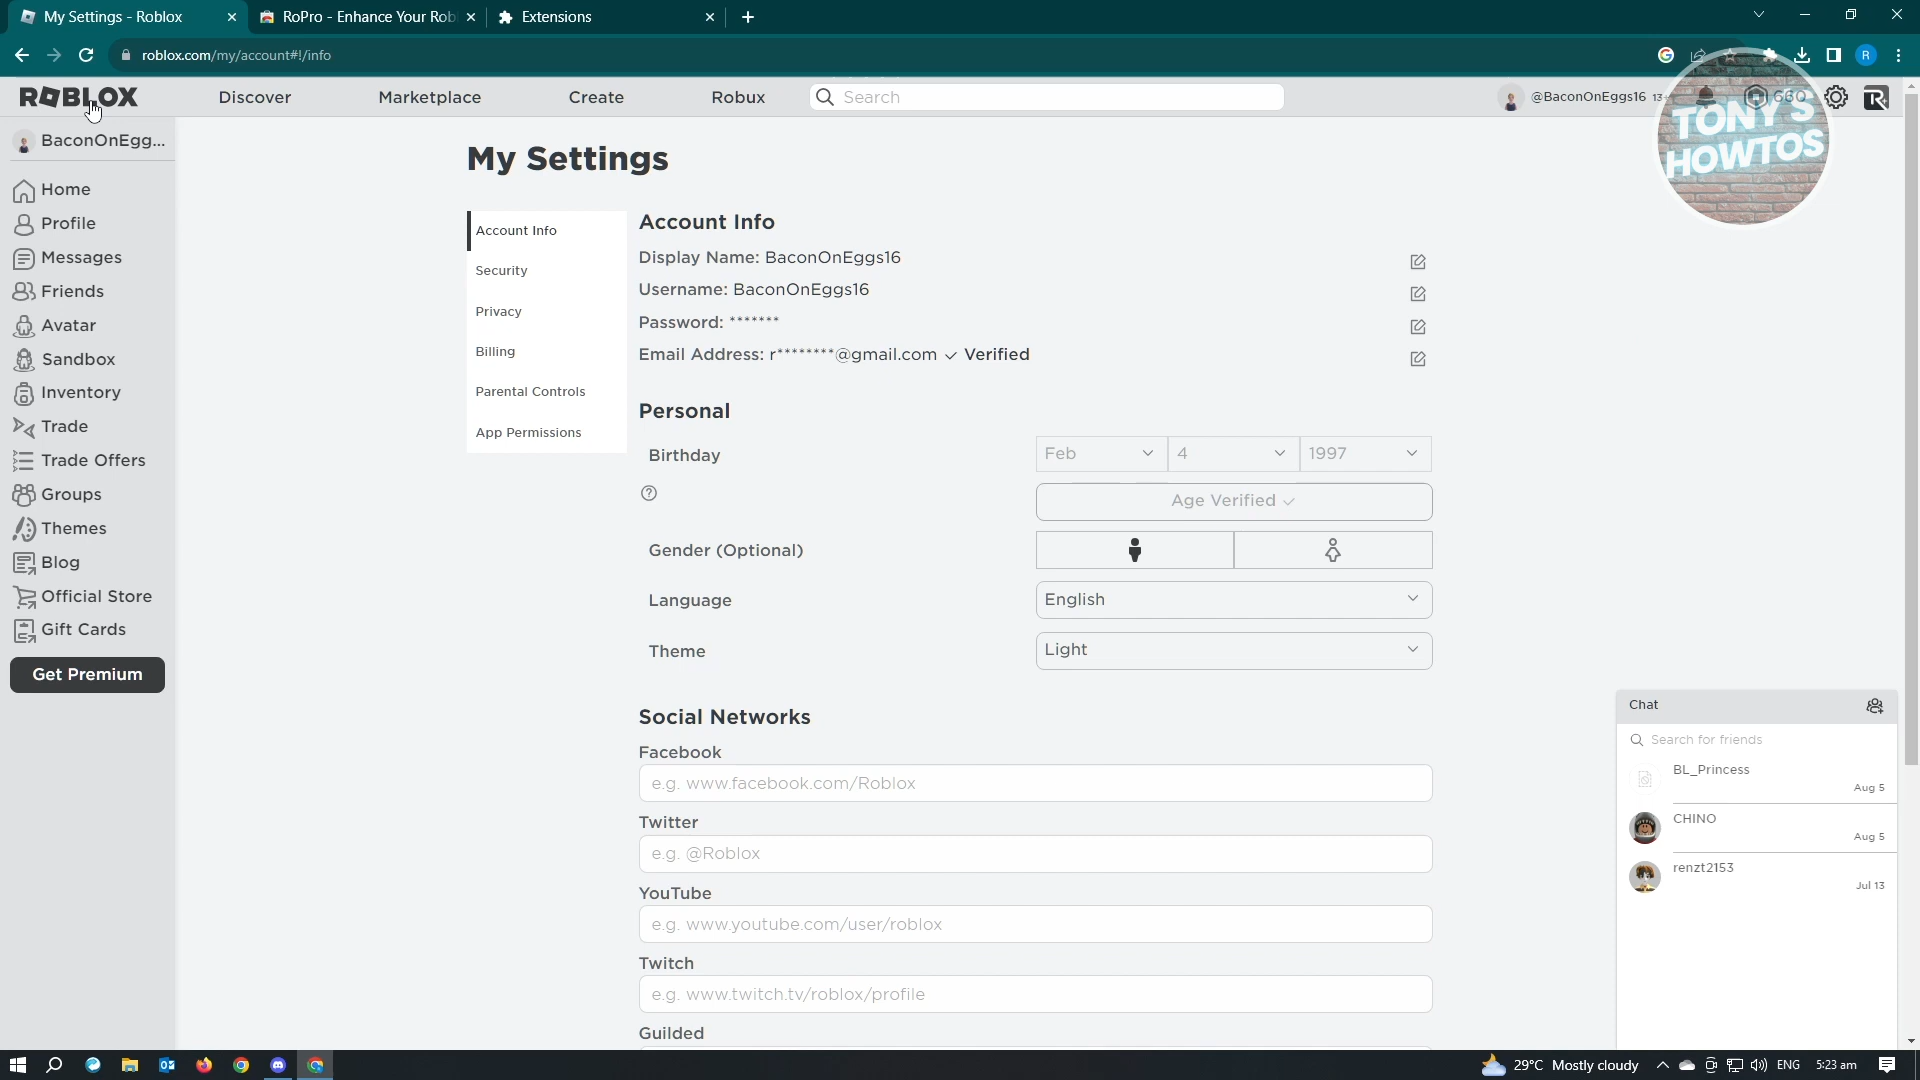 My Settings - Roblox
RoPro - Enhance Your Rob
Extensions
roblox.com/my/account#!/info
R
ROBLOX
Discover
Marketplace
Create
Robux
Search
@BaconOnEggs16 13+
660
TONY'S
HOWTOS
BaconOnEgg...
Home
Profile
Messages
Friends
Avatar
Sandbox
Inventory
Trade
Trade Offers
Groups
Themes
Blog
Official Store
Gift Cards
Get Premium
My Settings
Account Info
Security
Privacy
Billing
Parental Controls
App Permissions
Account Info
Display Name: BaconOnEggs16
Username: BaconOnEggs16
Password: *******
Email Address: r********@gmail.com ✓ Verified
Personal
Birthday
Feb
4
1997
Age Verified ✓
Gender (Optional)
Language
English
Theme
Light
Social Networks
Facebook
e.g. www.facebook.com/Roblox
Twitter
e.g. @Roblox
YouTube
e.g. www.youtube.com/user/roblox
Twitch
e.g. www.twitch.tv/roblox/profile
Guilded
Chat
Search for friends
BL_Princess
Aug 5
CHINO
Aug 5
renzt2153
Jul 13
29°C Mostly cloudy
ENG
5:23 am